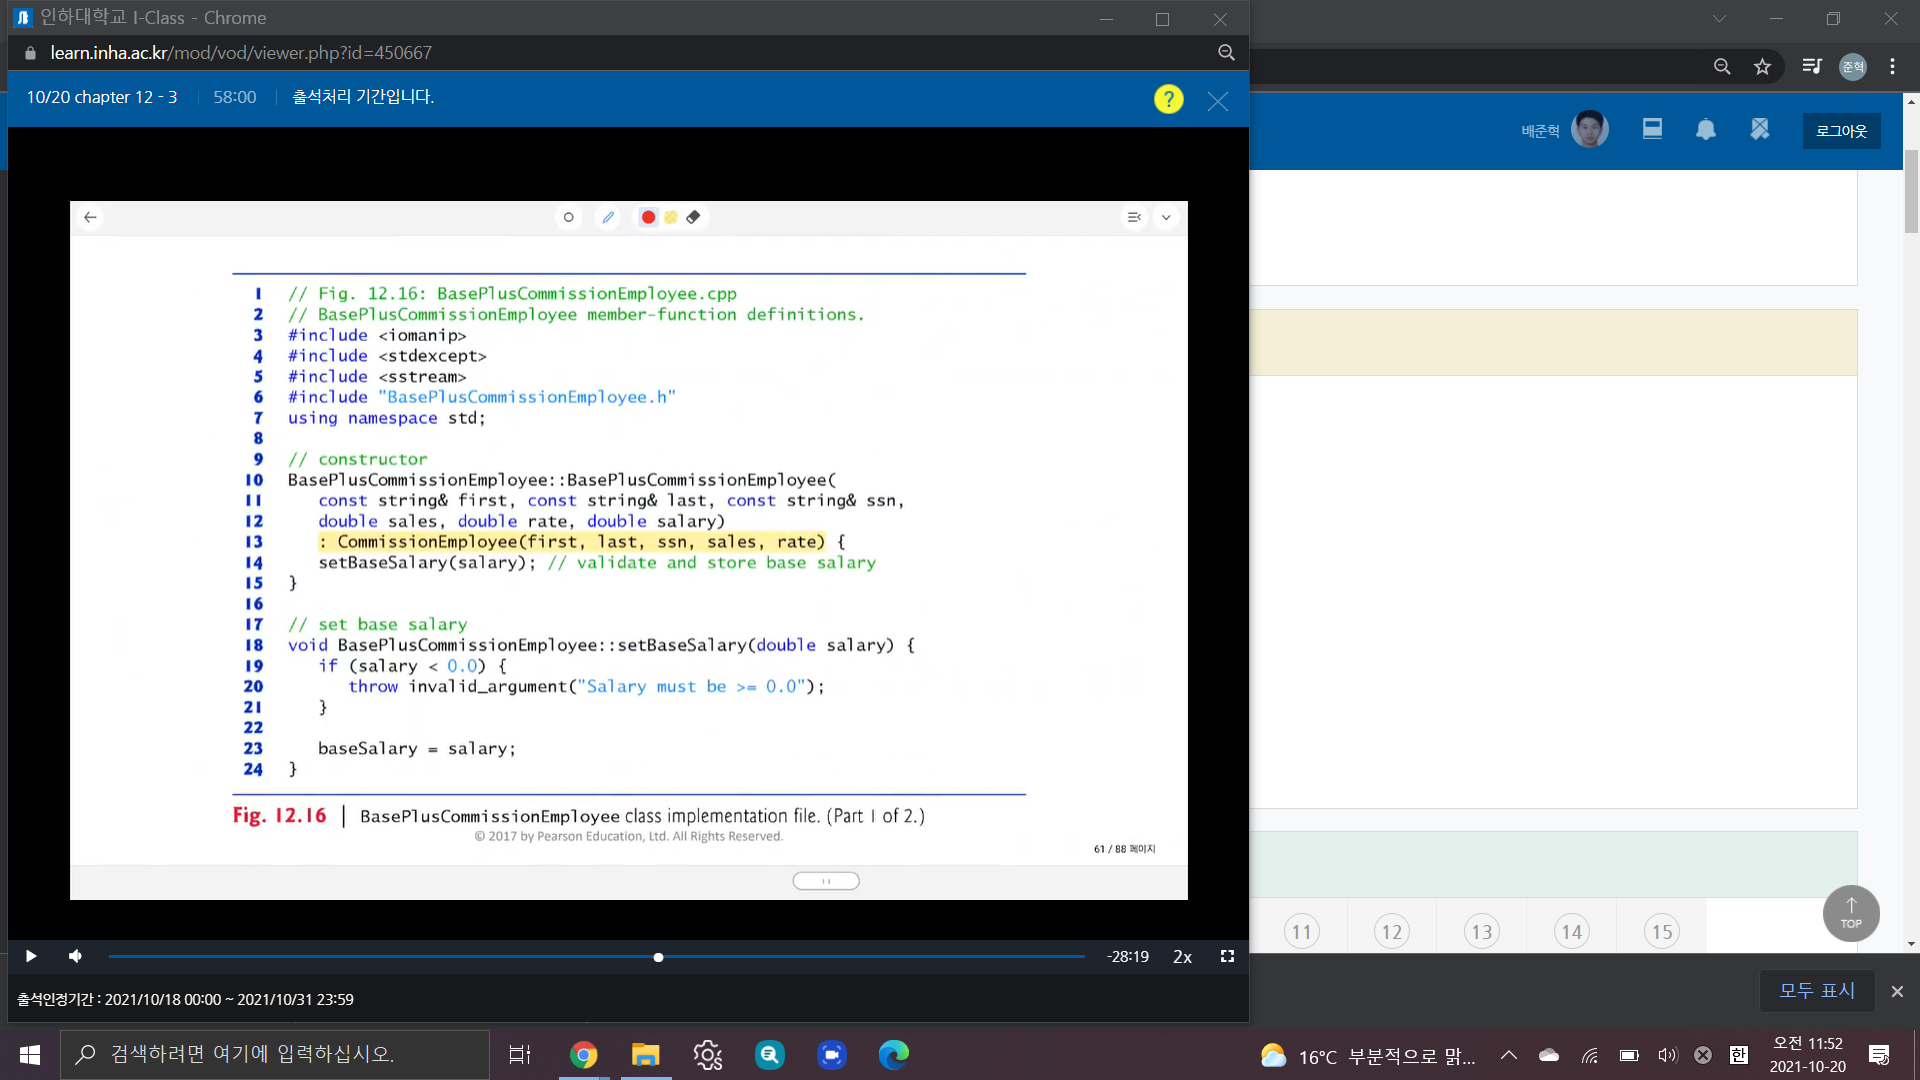 인하대학교 I-Class - Chrome
learn.inha.ac.kr/mod/vod/viewer.php?id=450667
10/20 chapter 12 - 3 58:00 출석처리 기간입니다.
?
준혁
배준혁
로그아웃
1 // Fig. 12.16: BasePlusCommissionEmployee.cpp
2 // BasePlusCommissionEmployee member-function definitions.
3 #include <iomanip>
4 #include <stdexcept>
5 #include <sstream>
6 #include "BasePlusCommissionEmployee.h"
7 using namespace std;
8
9 // constructor
10 BasePlusCommissionEmployee::BasePlusCommissionEmployee(
11 const string& first, const string& last, const string& ssn,
12 double sales, double rate, double salary)
13 : CommissionEmployee(first, last, ssn, sales, rate) {
14 setBaseSalary(salary); // validate and store base salary
15 }
16
17 // set base salary
18 void BasePlusCommissionEmployee::setBaseSalary(double salary) {
19 if (salary < 0.0) {
20 throw invalid_argument("Salary must be >= 0.0");
21 }
22
23 baseSalary = salary;
24 }
Fig. 12.16 | BasePlusCommissionEmployee class implementation file. (Part 1 of 2.)
© 2017 by Pearson Education, Ltd. All Rights Reserved.
61 / 88 페이지
11 12 13 14 15
TOP
-28:19 2x
출석인정기간 : 2021/10/18 00:00 ~ 2021/10/31 23:59
모두 표시
검색하려면 여기에 입력하십시오.
16°C 부분적으로 맑...
한
오전 11:52
2021-10-20